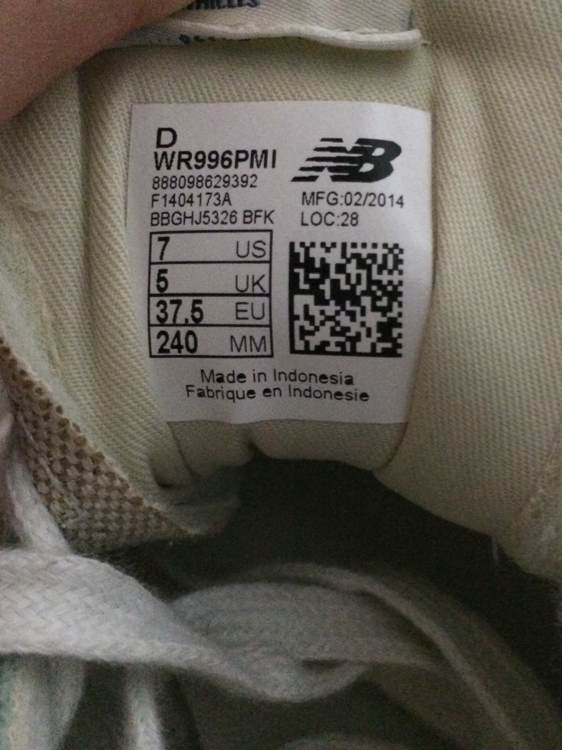 D
WR996PMI
888098629392
F1404173A
BBGHJ5326 BFK
NB
MFG:02/2014
LOC:28
7 US
5 UK
37.5 EU
240 MM
Made in Indonesia
Fabrique en Indonesie